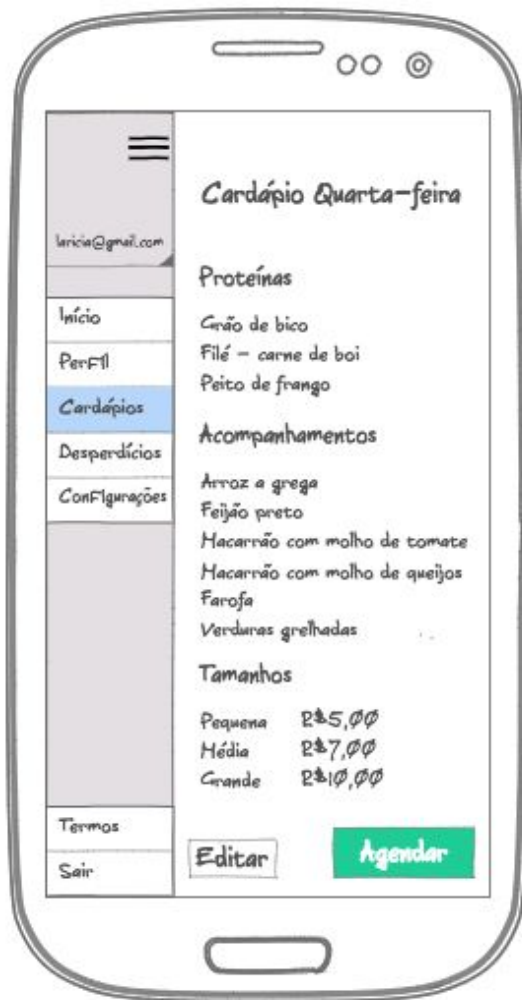 laricia@gmail.com
Início
Perfil
Cardápios
Desperdícios
Configurações
Termos
Sair
Cardápio Quarta-feira
Proteínas
Grão de bico
Filé - carne de boi
Peito de frango
Acompanhamentos
Arroz a grega
Feijão preto
Macarrão com molho de tomate
Macarrão com molho de queijos
Farofa
Verduras grelhadas
Tamanhos
Pequena R$5,00
Média R$7,00
Grande R$10,00
Editar
Agendar